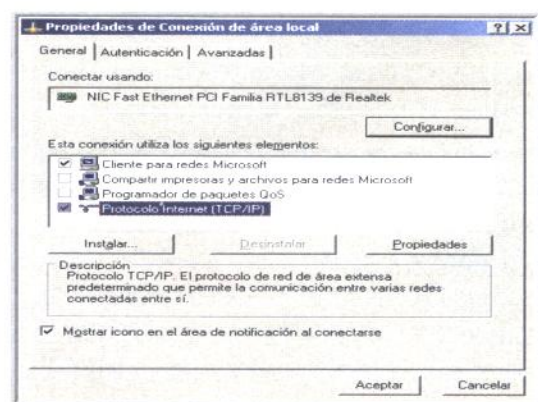 Propiedades de Conexión de área local
General
Autenticación
Avanzadas
Conectar usando:
NIC Fast Ethernet PCI Familia RTL8139 de Realtek
Configurar...
Esta conexión utiliza los siguientes elementos:
Cliente para redes Microsoft
Compartir impresoras y archivos para redes Microsoft
Programador de paquetes QoS
Protocolo Internet (TCP/IP)
Instalar...
Desinstalar
Propiedades
Descripción
Protocolo TCP/IP. El protocolo de red de área extensa
predeterminado que permite la comunicación entre varias redes
conectadas entre sí.
Mostrar icono en el área de notificación al conectarse
Aceptar
Cancelar